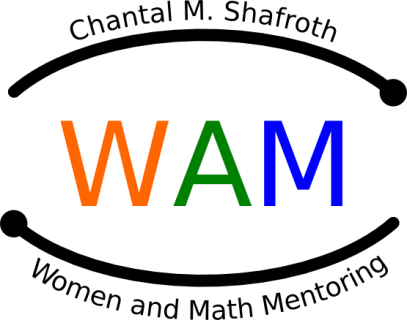 Chantal M. Shafroth
WAM
Women and Math Mentoring